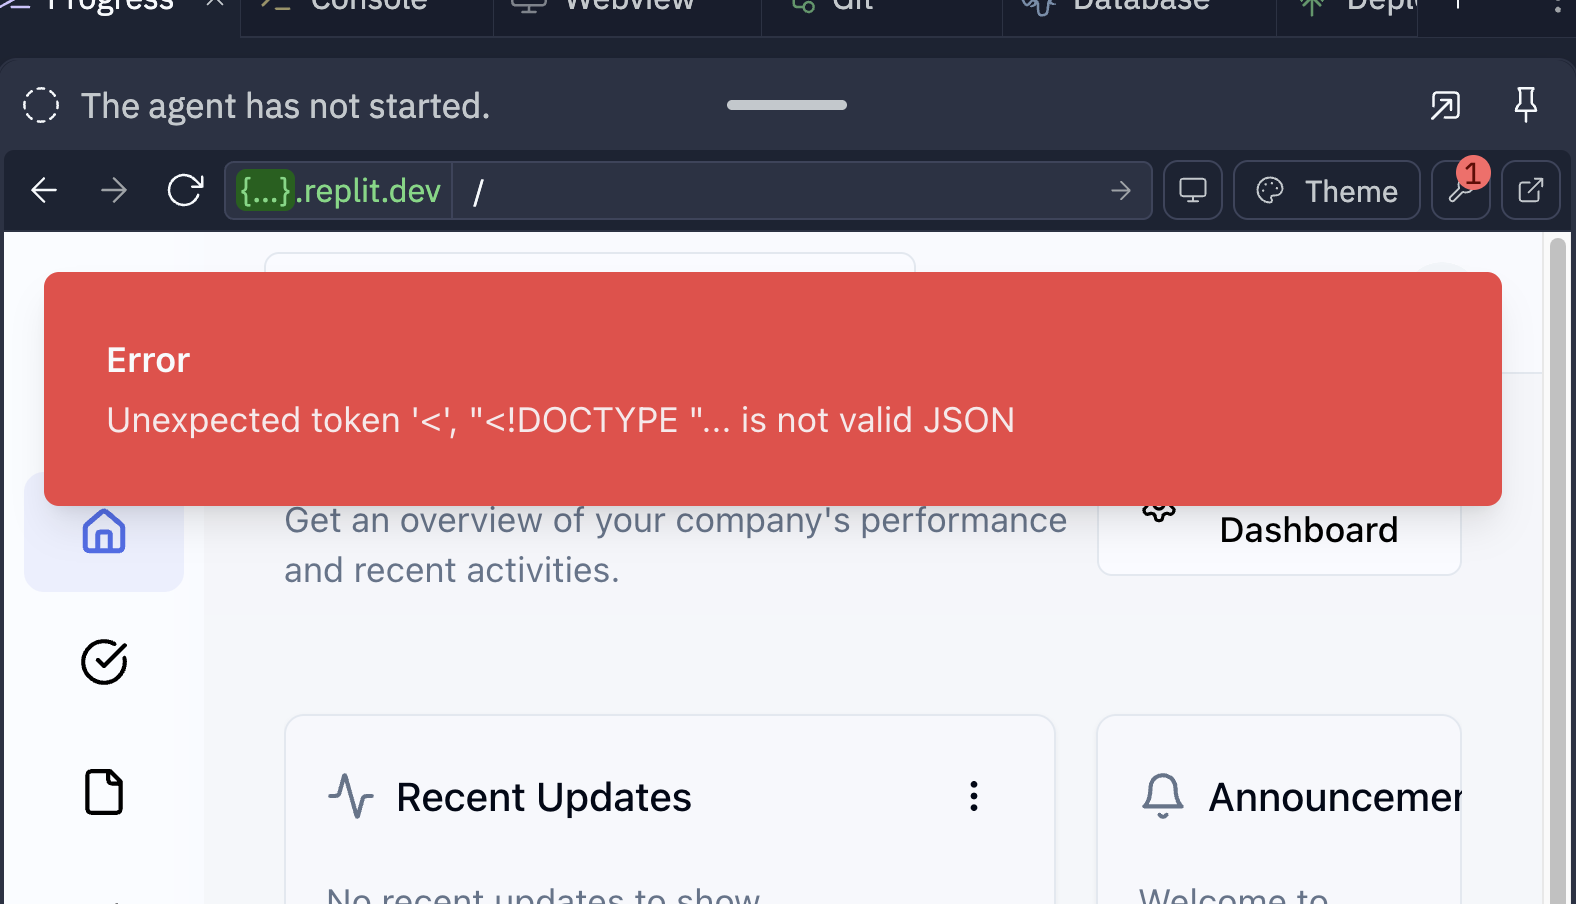 Progress
Console
Webview
Git
Database
The agent has not started.
{...}.replit.dev
/
Theme
1
Error
Unexpected token '<', "<!DOCTYPE "... is not valid JSON
Get an overview of your company's performance
and recent activities.
Dashboard
Recent Updates
Announcemen
No recent updates to show
Welcome to